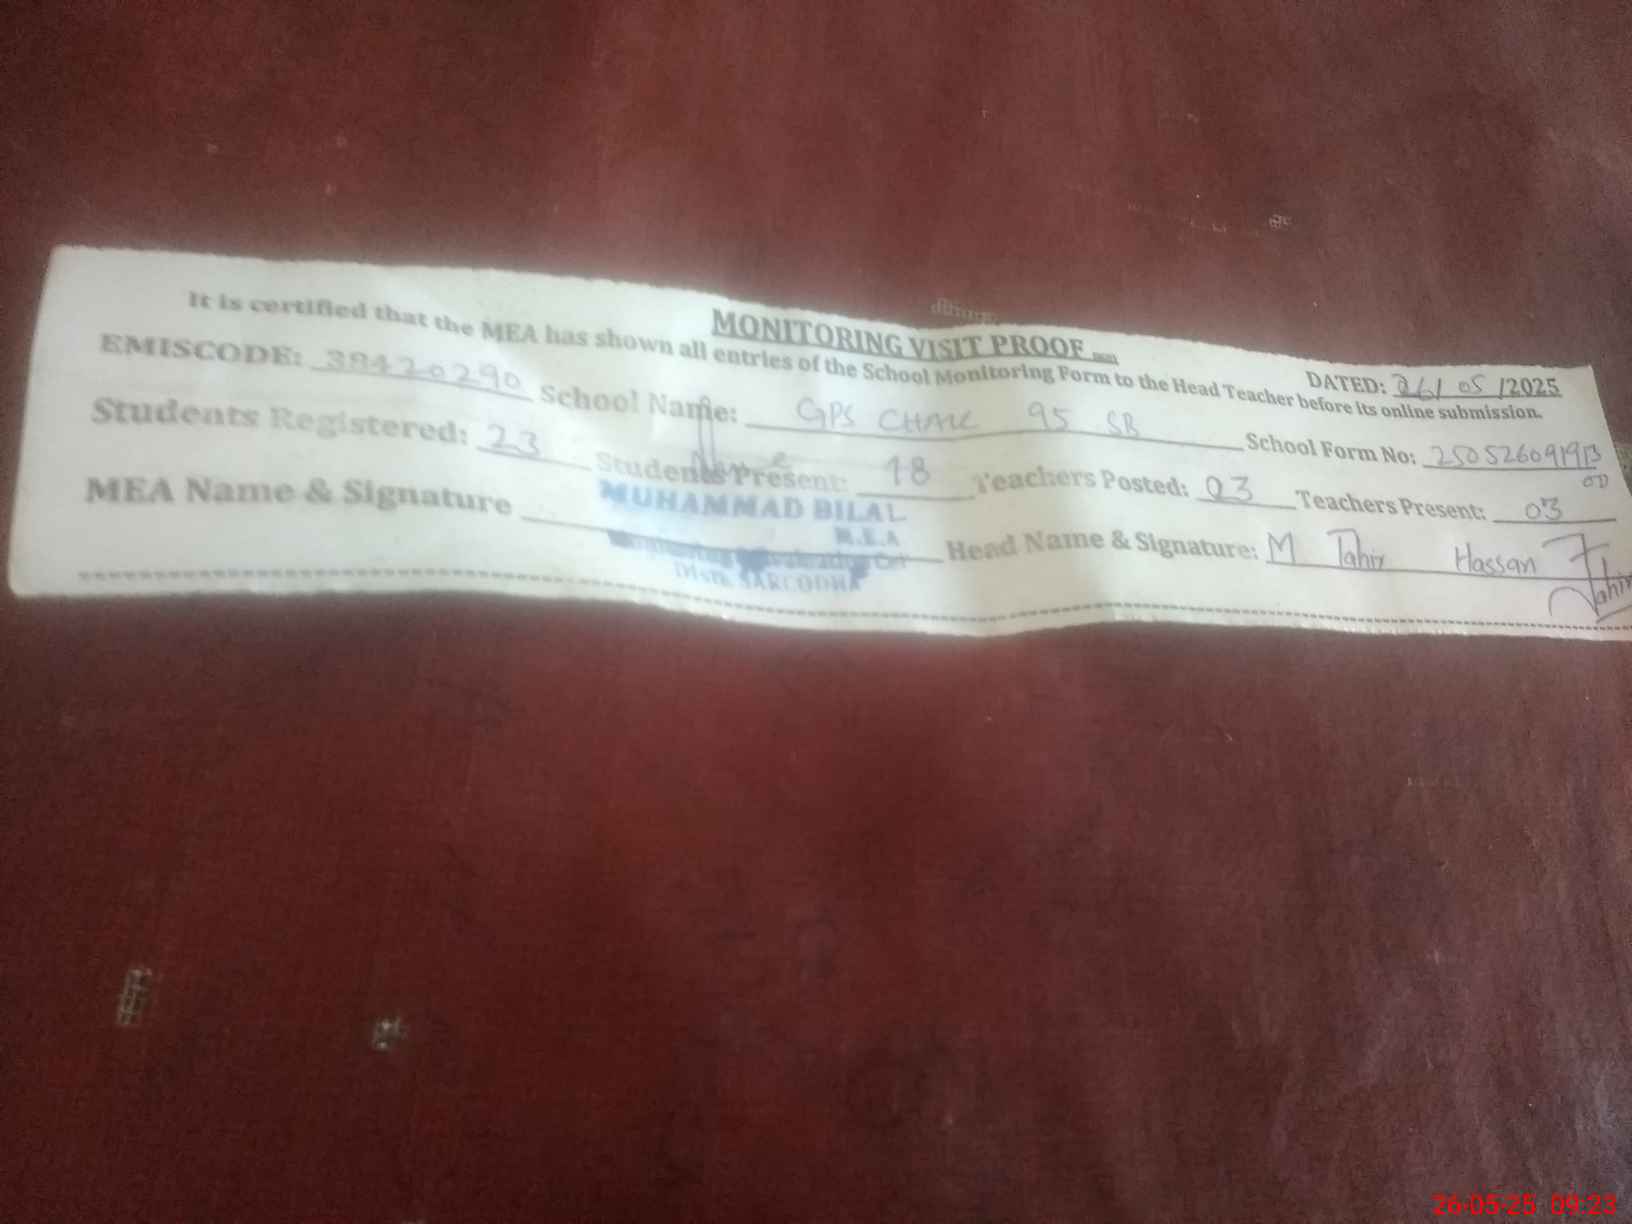 MONITORING VISIT PROOF
DATED: 26/05/2025
It is certified that the MEA has shown all entries of the School Monitoring Form to the Head Teacher before its online submission.
EMISCODE: 38420290 School Name: GPS CHAK 95 SB School Form No:
Students Registered: 23 Students Present: 18 Teachers Posted: 03 Teachers Present: 03
MEA Name & Signature Head Name & Signature: M Tahir Hassan
MUHAMMAD BILAL
M.E.A
Distt. SARGODHA
Tahir
26-05-25 09:23